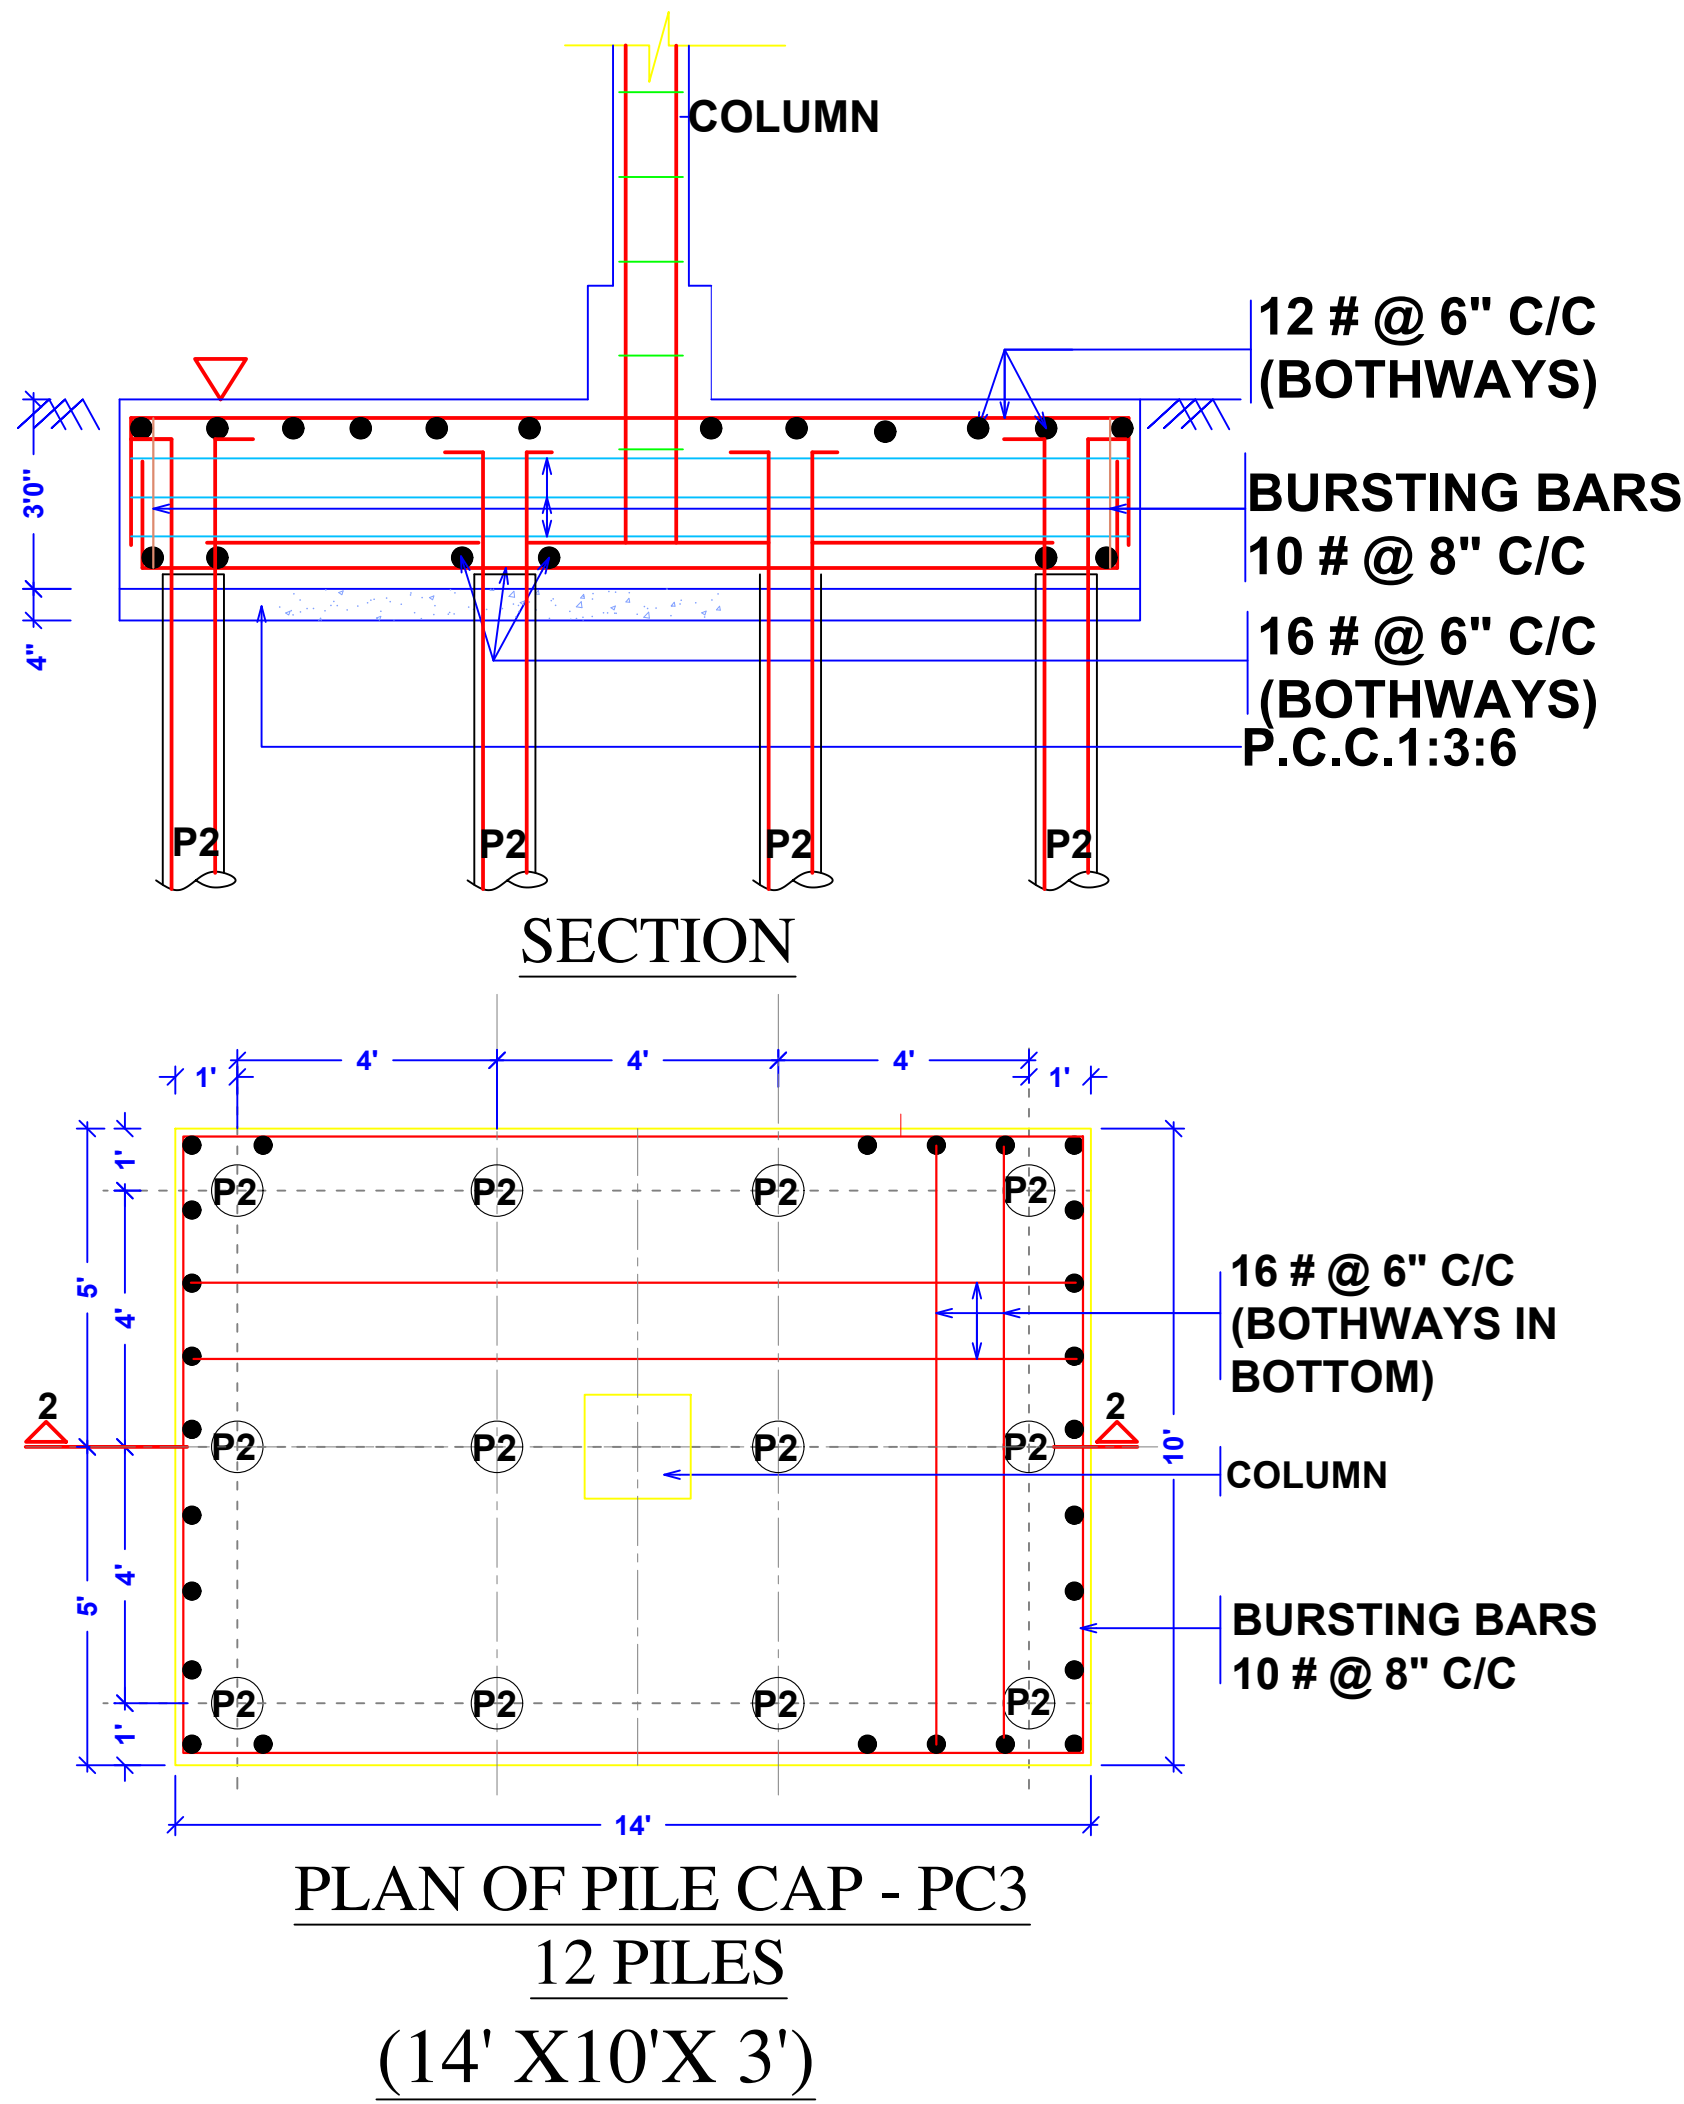 COLUMN
12 # @ 6" C/C
(BOTHWAYS)
3'0"
BURSTING BARS
10 # @ 8" C/C
16 # @ 6" C/C
(BOTHWAYS)
4"
P.C.C.1:3:6
P2 P2 P2 P2
SECTION
4' 4' 4'
1' 1'
1'
P2 P2 P2 P2
5'
4'
16 # @ 6" C/C
(BOTHWAYS IN
BOTTOM)
2 2
P2 P2 P2 P2
10'
COLUMN
4'
5'
BURSTING BARS
10 # @ 8" C/C
P2 P2 P2 P2
1'
14'
PLAN OF PILE CAP - PC3
12 PILES
(14' X10'X 3')